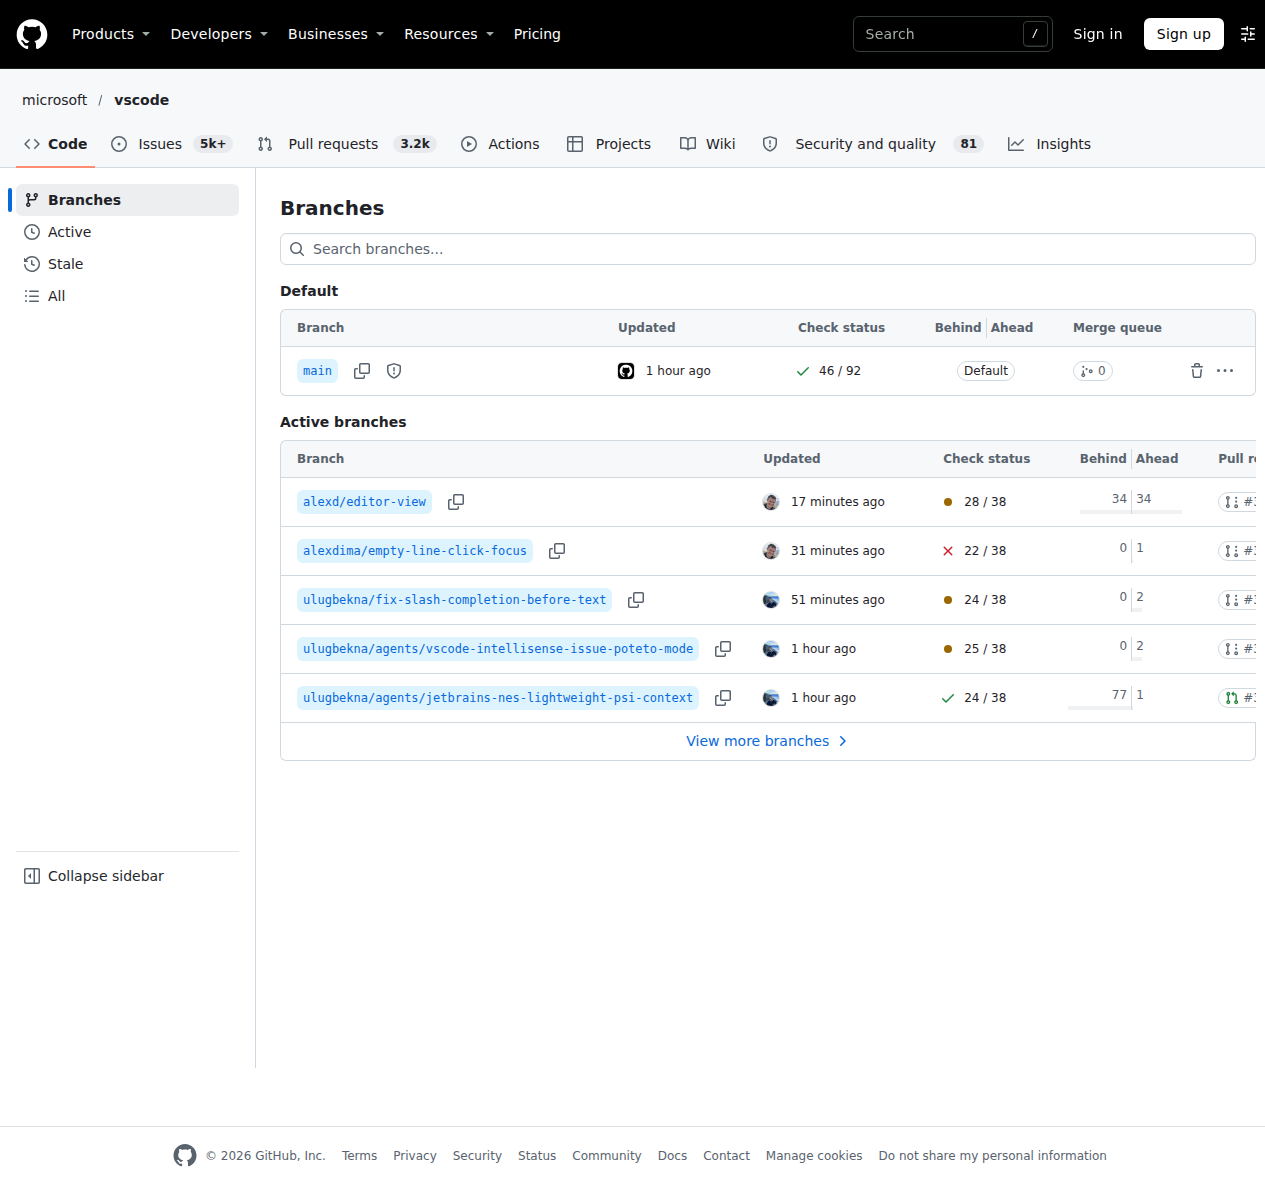 Products Developers Businesses Resources Pricing Search / Sign in Sign up
microsoft / vscode
Code Issues 5k+ Pull requests 3.2k Actions Projects Wiki Security and quality 81 Insights
Branches
Active
Stale
All
Collapse sidebar
Branches
Search branches...
Default
Branch Updated Check status Behind Ahead Merge queue
main 1 hour ago 46 / 92 Default 0
Active branches
Branch Updated Check status Behind Ahead Pull
alexd/editor-view 17 minutes ago 28 / 38 34 34
alexdima/empty-line-click-focus 31 minutes ago 22 / 38 0 1
ulugbekna/fix-slash-completion-before-text 51 minutes ago 24 / 38 0 2
ulugbekna/agents/vscode-intellisense-issue-poteto-mode 1 hour ago 25 / 38 0 2
ulugbekna/agents/jetbrains-nes-lightweight-psi-context 1 hour ago 24 / 38 77 1
View more branches
© 2026 GitHub, Inc. Terms Privacy Security Status Community Docs Contact Manage cookies Do not share my personal information